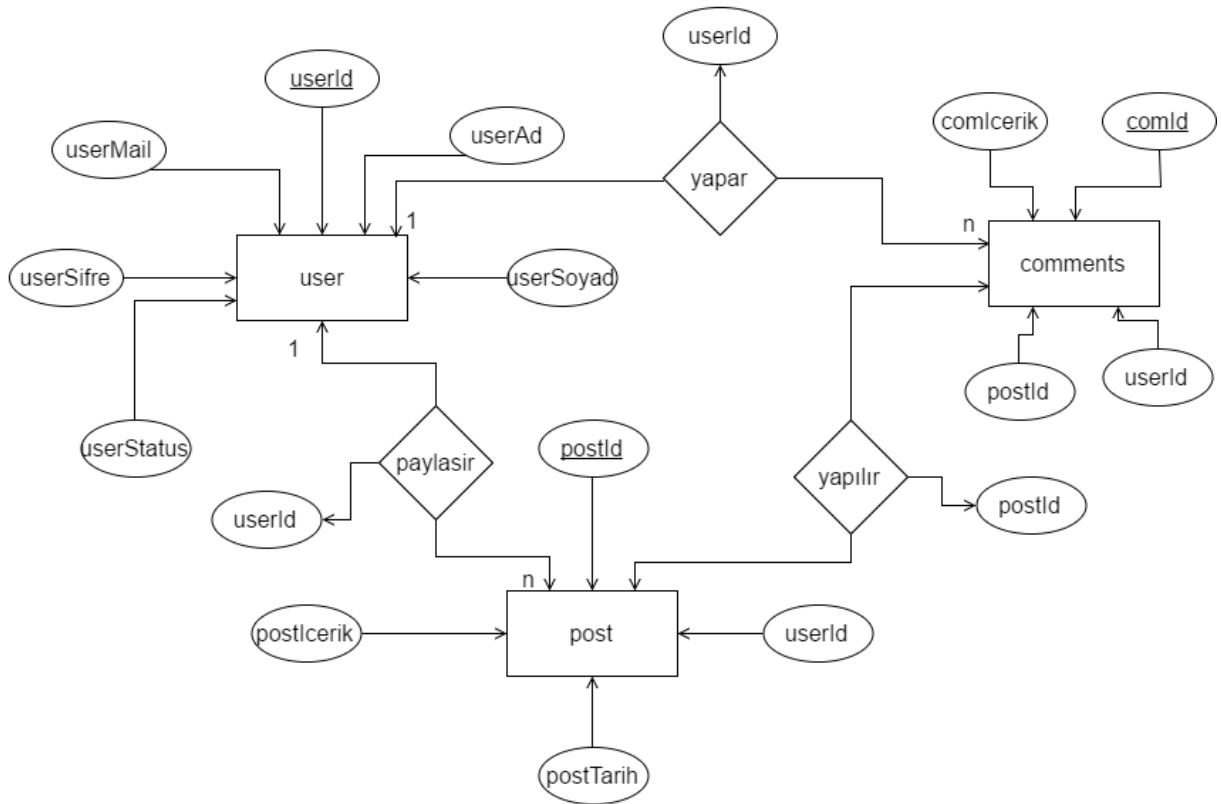 userId
userId
userAd
userMail
comIcerik
comId
yapar
1
n
user
comments
userSifre
userSoyad
1
postId
userId
userStatus
paylasir
postId
yapılır
userId
postId
n
postIcerik
post
userId
postTarih